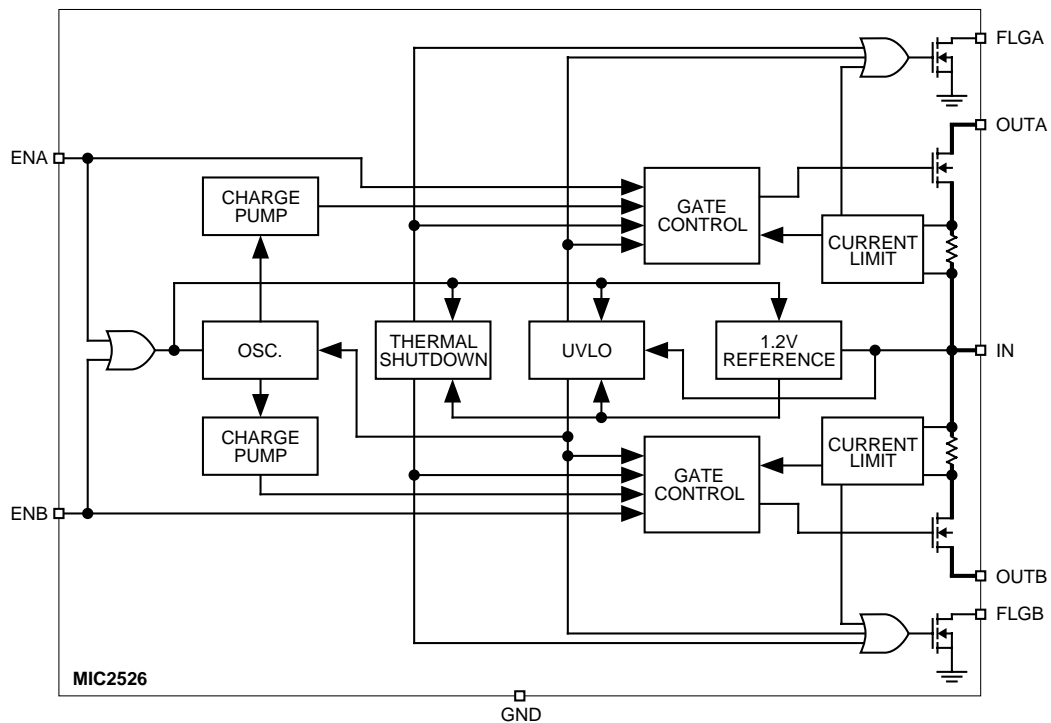 FLGA
OUTA
ENA
CHARGE
PUMP
GATE
CONTROL
CURRENT
LIMIT
OSC.
THERMAL
SHUTDOWN
UVLO
1.2V
REFERENCE
IN
CHARGE
PUMP
GATE
CONTROL
CURRENT
LIMIT
ENB
OUTB
FLGB
MIC2526
GND